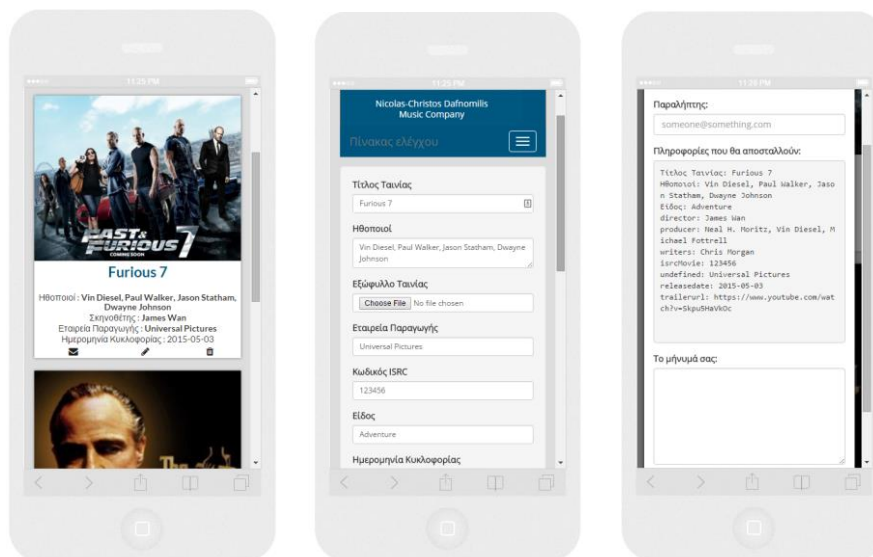 11:25 PM
FAST &
FURIOUS 7
COMING SOON
Furious 7
Ηθοποιοί : Vin Diesel, Paul Walker, Jason Statham,
Dwayne Johnson
Σκηνοθέτης : James Wan
Εταιρεία Παραγωγής : Universal Pictures
Ημερομηνία Κυκλοφορίας : 2015-05-03
The
11:25 PM
Nicolas-Christos Dafnomilis
Music Company
Πίνακας ελέγχου
Τίτλος Ταινίας
Furious 7
Ηθοποιοί
Vin Diesel, Paul Walker, Jason Statham, Dwayne
Johnson
Εξώφυλλο Ταινίας
Choose File No file chosen
Εταιρεία Παραγωγής
Universal Pictures
Κωδικός ISRC
123456
Είδος
Adventure
Ημερομηνία Κυκλοφορίας
11:25 PM
Παραλήπτης:
someone@something.com
Πληροφορίες που θα αποσταλλούν:
Τίτλος Ταινίας: Furious 7
Ηθοποιοί: Vin Diesel, Paul Walker, Jaso
n Statham, Dwayne Johnson
Είδος: Adventure
director: James Wan
producer: Neal H. Moritz, Vin Diesel, M
ichael Fottrell
writers: Chris Morgan
isrcMovie: 123456
undefined: Universal Pictures
releasedate: 2015-05-03
trailerurl: https://www.youtube.com/wat
ch?v=Skpu5HaVkOc
Το μήνυμά σας: